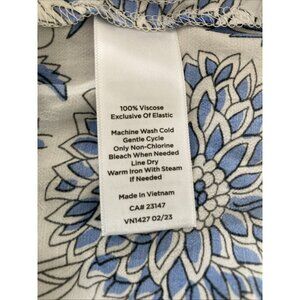 100% Viscose
Exclusive Of Elastic
Machine Wash Cold
Gentle Cycle
Only Non-Chlorine
Bleach When Needed
Line Dry
Warm Iron With Steam
If Needed
Made In Vietnam
CA# 23147
VN1427 02/23